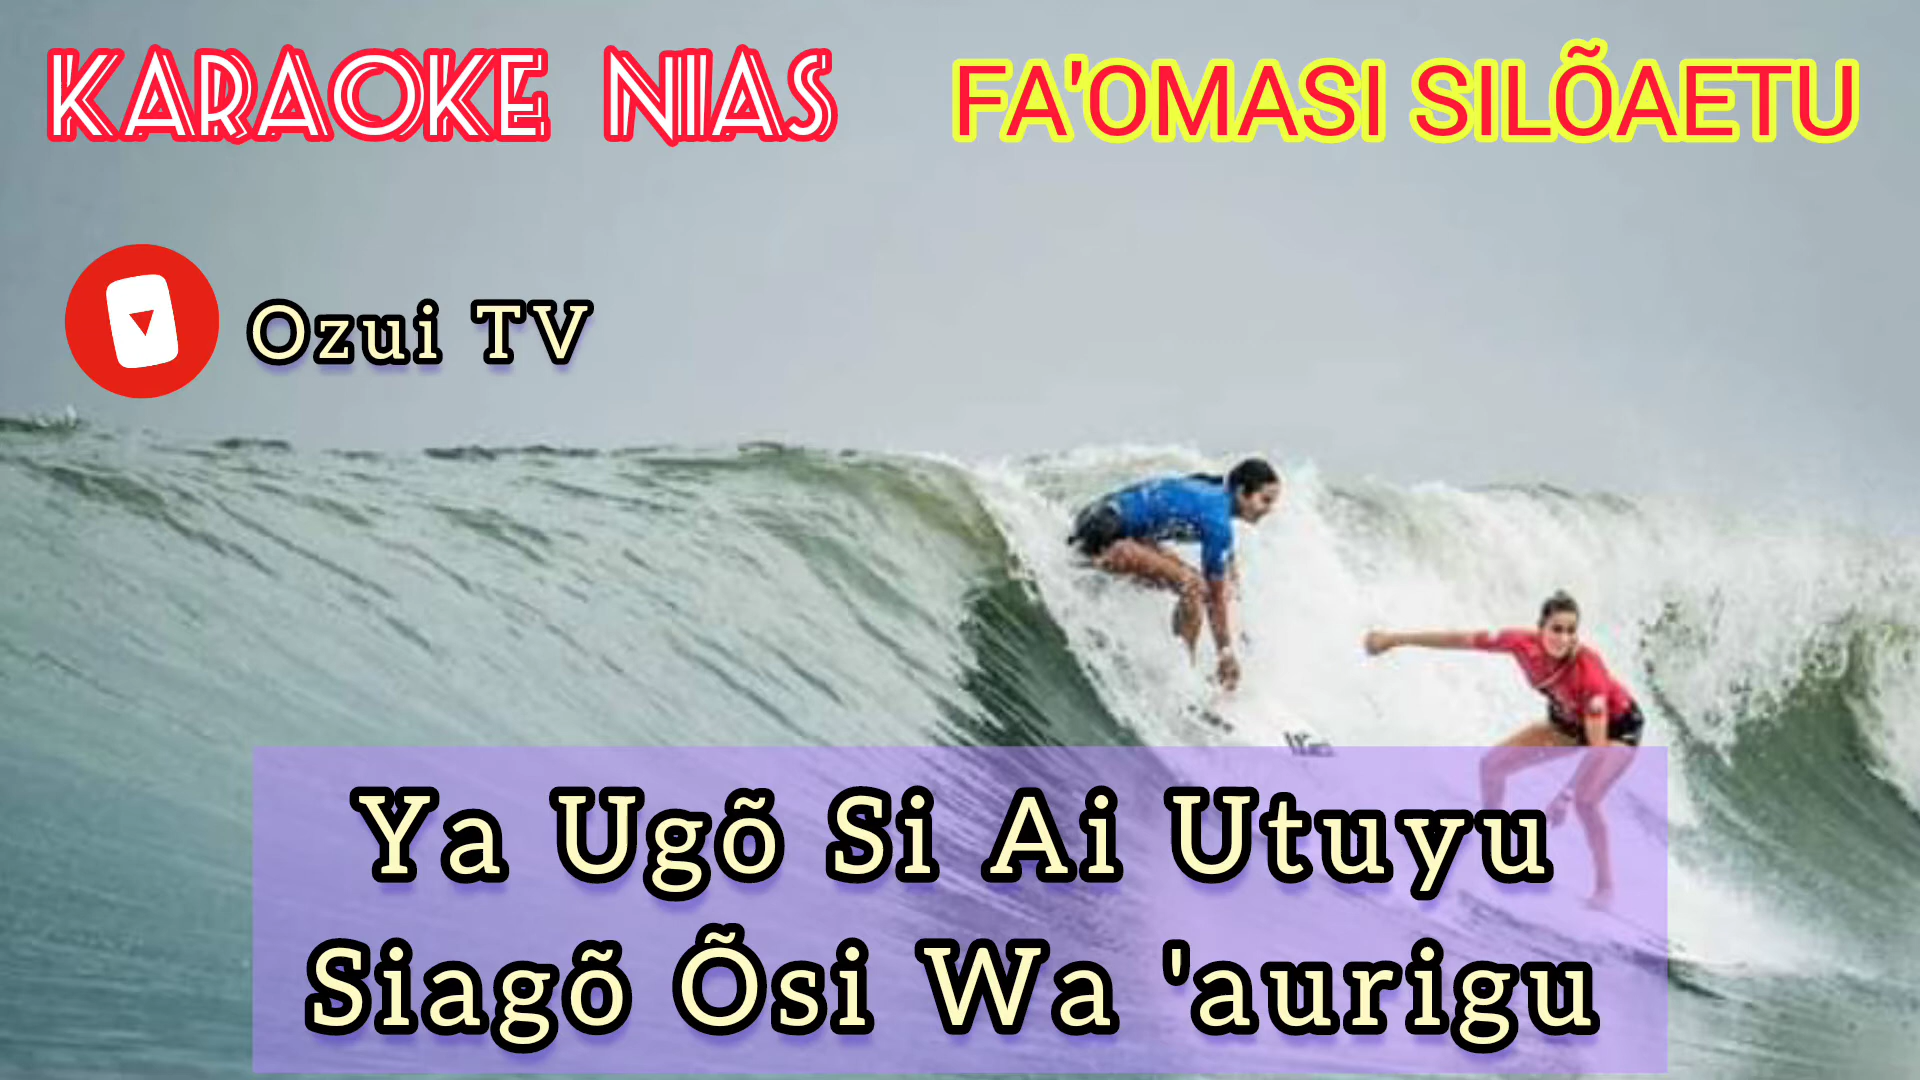 KARAOKE NIAS
FA'OMASI SILÕAETU
Ozui TV
Ya Ugõ Si Ai Utuyu
Siagõ Õsi Wa 'aurigu